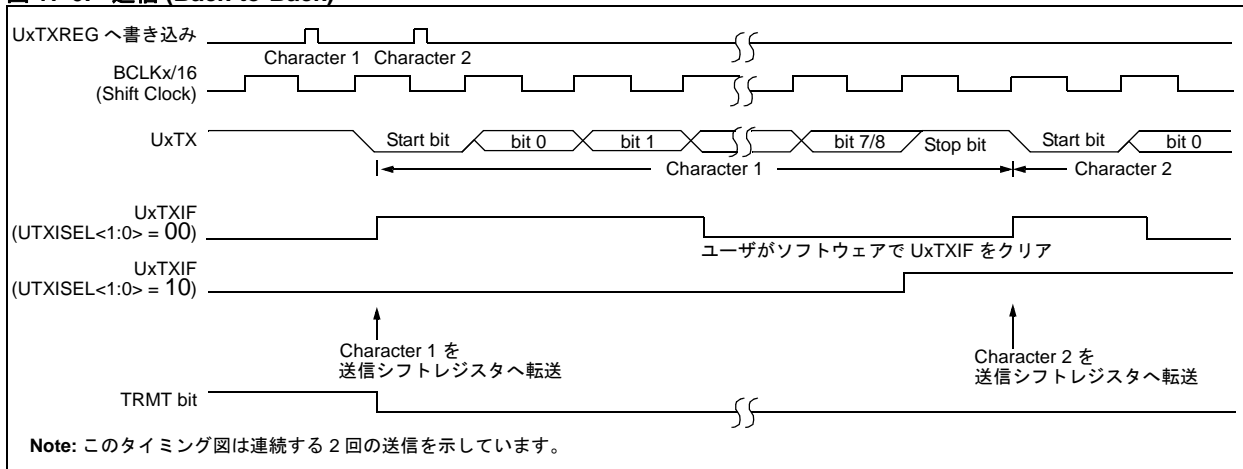 UxTXREG へ書き込み
Character 1 Character 2
BCLKx/16
(Shift Clock)
UxTX
Start bit bit 0 bit 1 bit 7/8 Stop bit Start bit bit 0
Character 1 Character 2
UxTXIF
(UTXISEL<1:0> = 00)
ユーザがソフトウェアで UxTXIF をクリア
UxTXIF
(UTXISEL<1:0> = 10)
Character 1 を
送信シフトレジスタへ転送
Character 2 を
送信シフトレジスタへ転送
TRMT bit
Note: このタイミング図は連続する 2 回の送信を示しています。